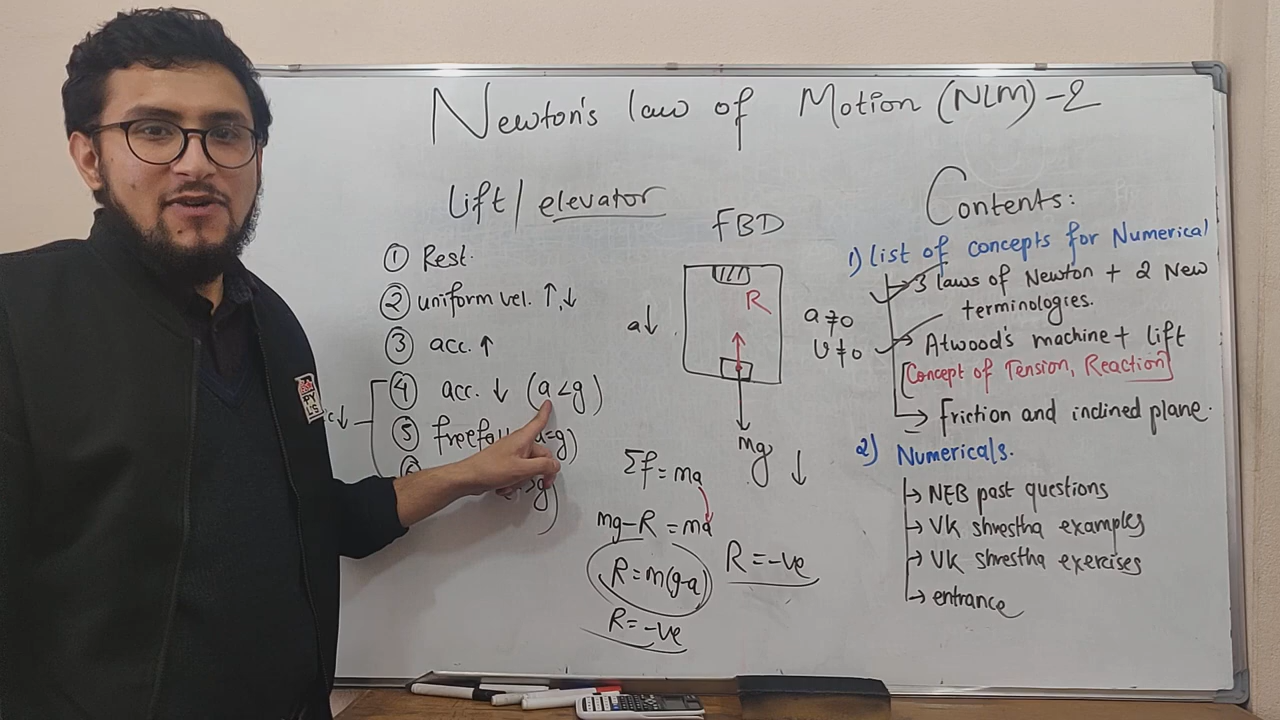 Newton's law of Motion (NLM)-2
Lift / elevator
① Rest.
② uniform vel. ↑,↓
③ acc. ↑
④ acc. ↓ (a<g)
⑤ freefall (a=g)
⑥
>g)
FBD
R
a↓
a≠0
v≠0
mg ↓
Σf = ma
mg-R = ma
R=m(g-a)
R=-ve
R=-ve
Contents:
1) list of concepts for Numerical
→ 3 laws of Newton + 2 New
terminologies.
→ Atwood's machine + lift
[Concept of Tension, Reaction]
→ friction and inclined plane.
2) Numericals.
→ NEB past questions
→ VK shrestha examples
→ VK shrestha exercises
→ entrance